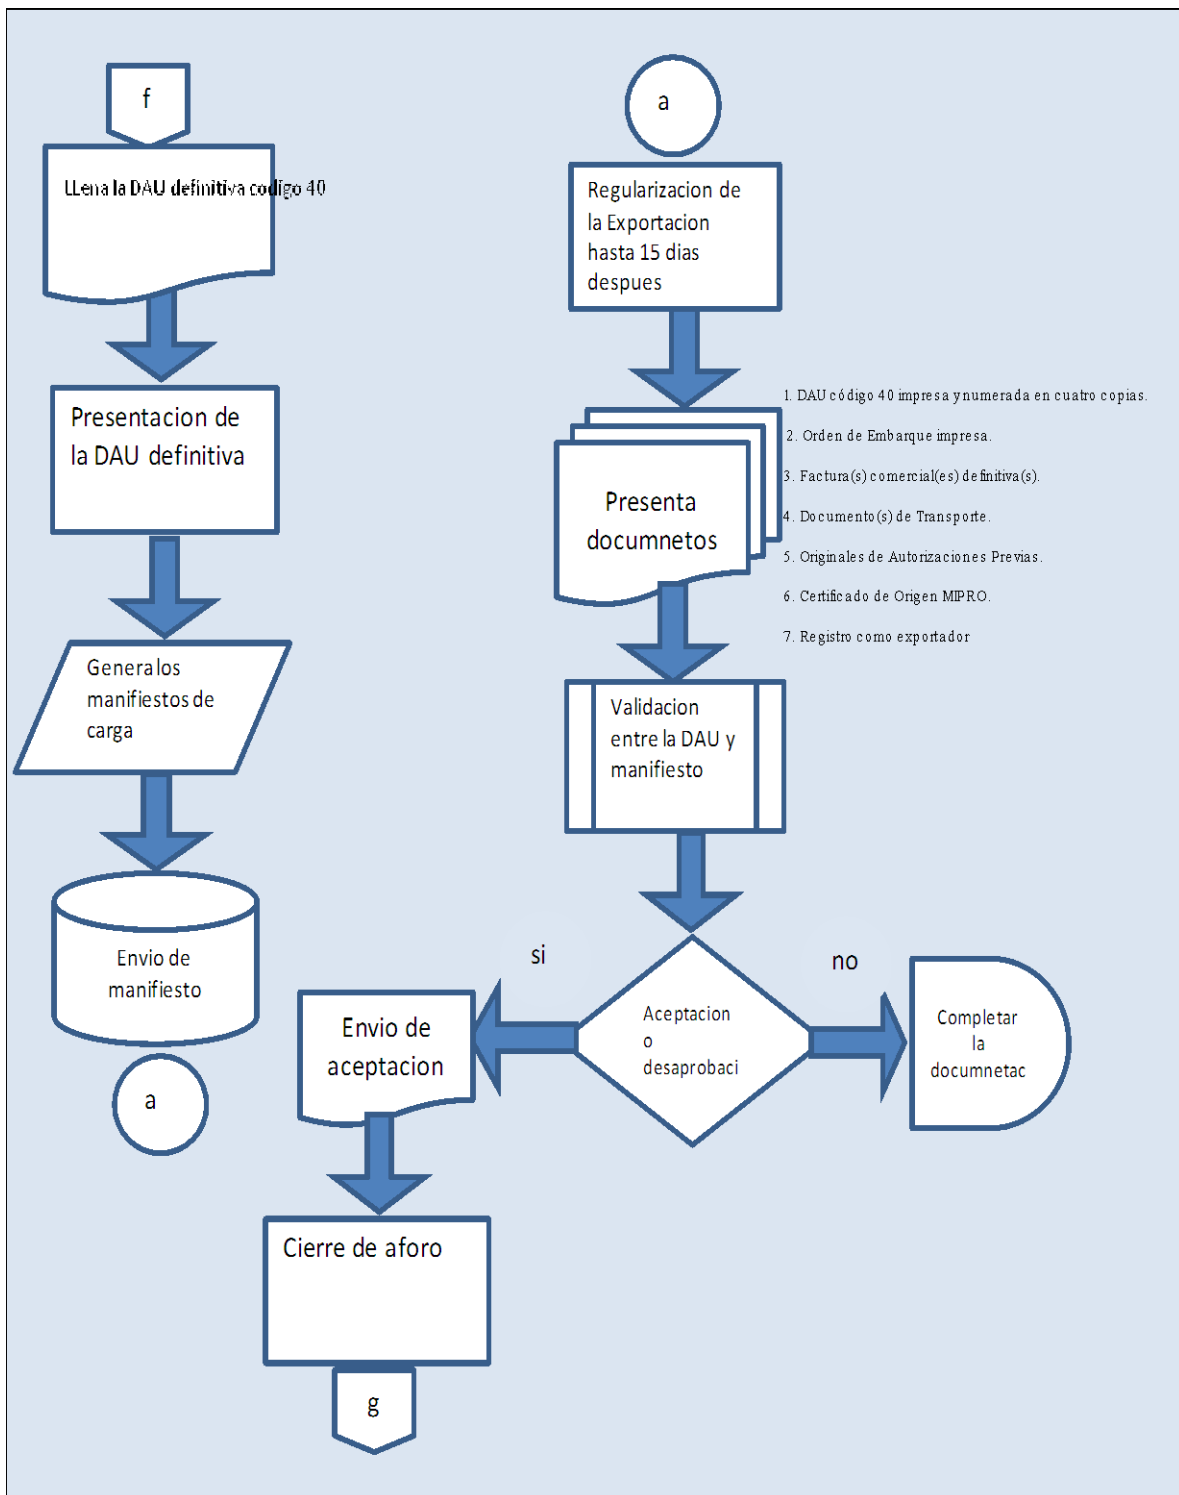 f
LLena la DAU definitiva codigo 40
Presentacion de
la DAU definitiva
Generalos
manifiestos de
carga
Envio de
manifiesto
a
a
Regularizacion de
la Exportacion
hasta 15 dias
despues
Presenta
documnetos
1. DAU código 40 impresa y numerada en cuatro copias.
2. Orden de Embarque impresa.
3. Factura(s) comercial(es) definitiva(s).
4. Documento(s) de Transporte.
5. Originales de Autorizaciones Previas.
6. Certificado de Origen MIPRO.
7. Registro como exportador
Validacion
entre la DAU y
manifiesto
Aceptacion
o
desaprobaci
si
no
Completar
la
documnetac
Envio de
aceptacion
Cierre de aforo
g